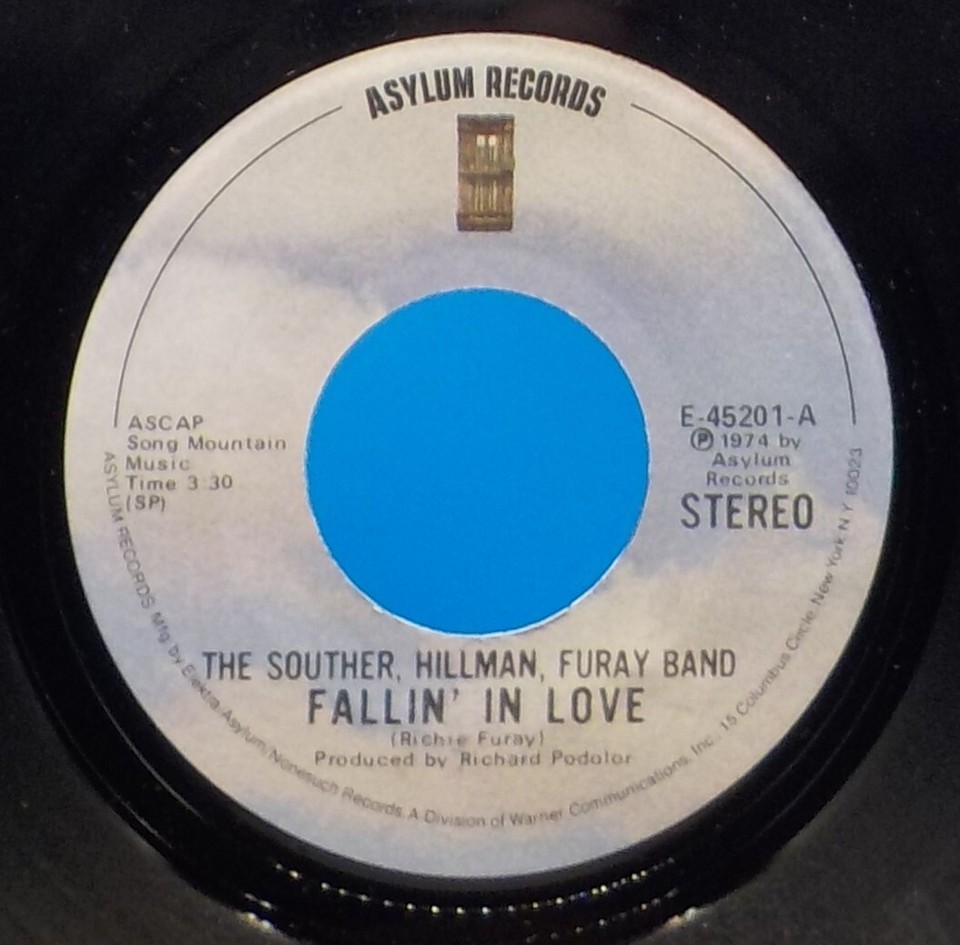 ASYLUM RECORDS
ASCAP
Song Mountain
Music
Time 3:30
(SP)
E-45201-A
Ⓟ 1974 by
Asylum
Records
STEREO
THE SOUTHER, HILLMAN, FURAY BAND
FALLIN' IN LOVE
(Richie Furay)
Produced by Richard Podolor
ASYLUM RECORDS Mfg. by Elektra/Asylum/Nonesuch Records A Division of Warner Communications, Inc. 15 Columbus Circle, New York N.Y. 10023